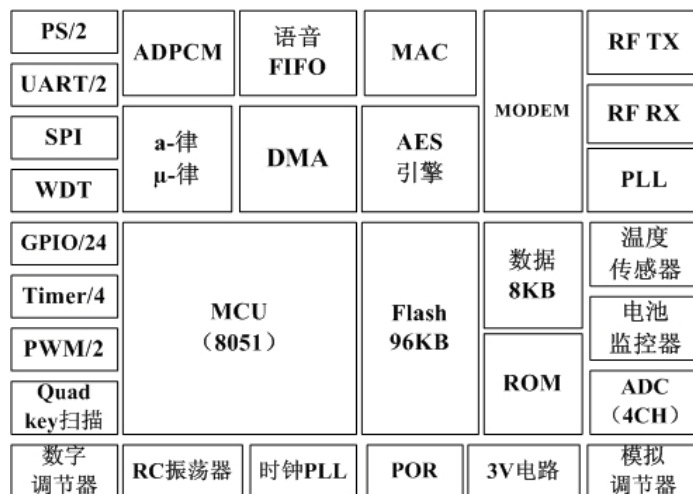 PS/2
ADPCM
语音
FIFO
MAC
MODEM
RF TX
UART/2
RF RX
SPI
a-律
μ-律
DMA
AES
引擎
WDT
PLL
GPIO/24
MCU
（8051）
Flash
96KB
数据
8KB
温度
传感器
Timer/4
电池
监控器
PWM/2
ROM
Quad
key扫描
ADC
（4CH）
数字
调节器
RC振荡器
时钟PLL
POR
3V电路
模拟
调节器